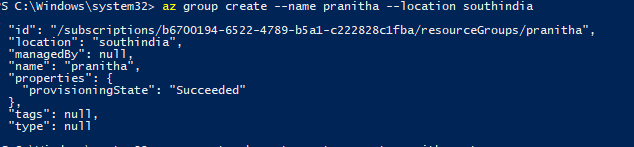 PS C:\Windows\system32> az group create --name pranitha --location southindia
"id": "/subscriptions/b6700194-6522-4789-b5a1-c222828c1fba/resourceGroups/pranitha",
"location": "southindia",
"managedBy": null,
"name": "pranitha",
"properties": {
"provisioningState": "Succeeded"
},
"tags": null,
"type": null